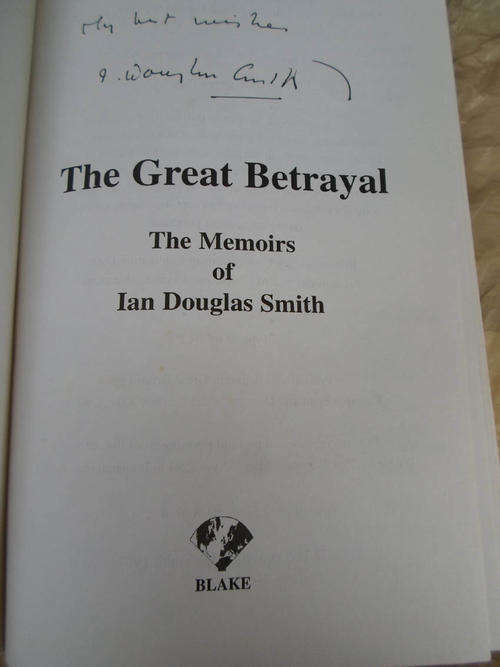 My best wishes
I. Douglas Smith
The Great Betrayal
The Memoirs
of
Ian Douglas Smith
BLAKE